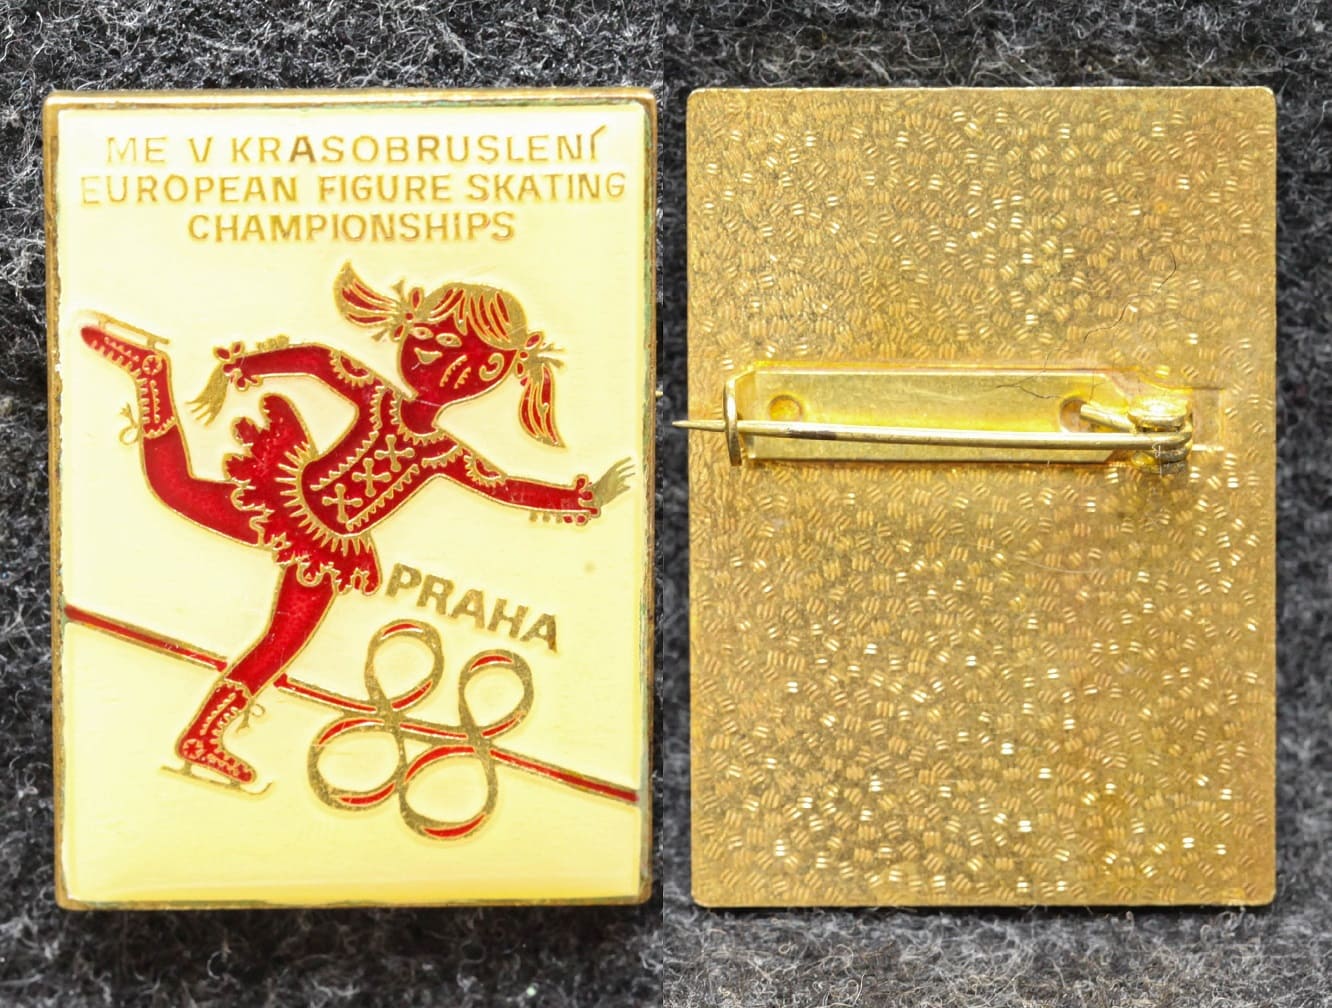 ME V KRASOBRUSLENÍ
EUROPEAN FIGURE SKATING
CHAMPIONSHIPS
PRAHA
88